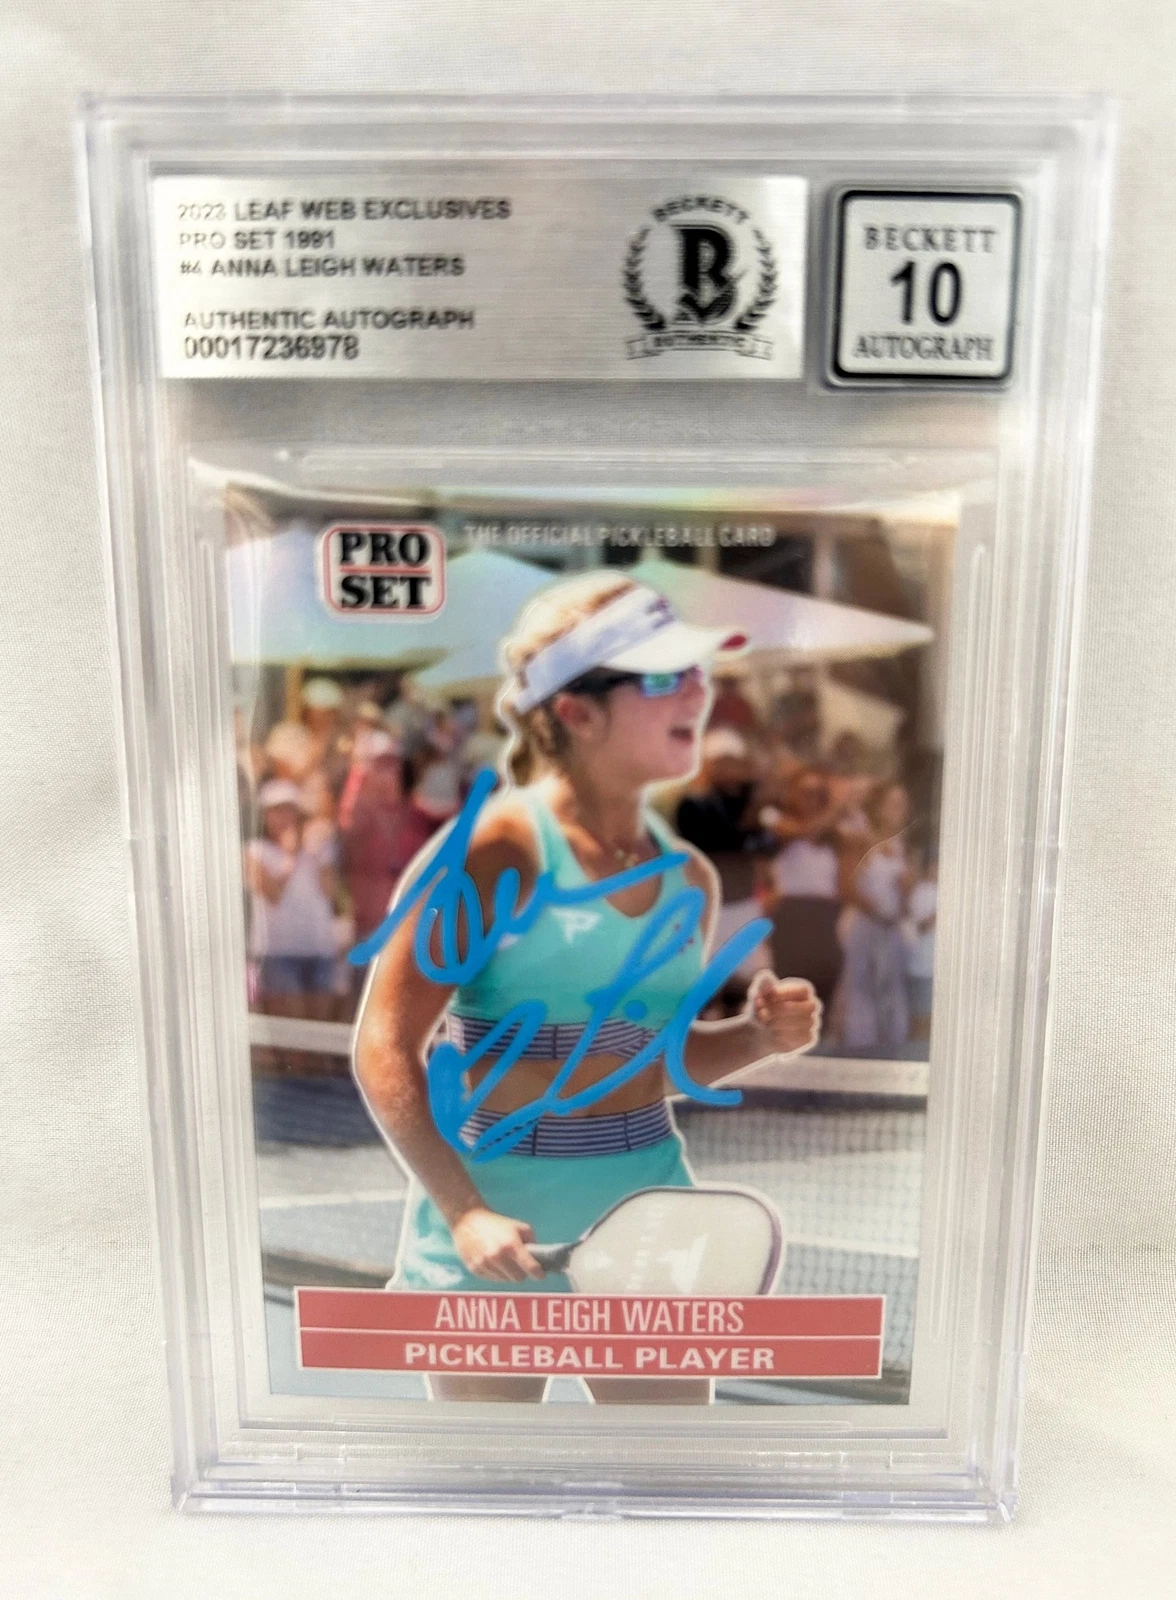 2023 LEAF WEB EXCLUSIVES
PRO SET 1991
#4 ANNA LEIGH WATERS
AUTHENTIC AUTOGRAPH
00017236978
BECKETT
B
AUTHENTIC
BECKETT
10
AUTOGRAPH
PRO
SET
THE OFFICIAL PICKLEBALL CARD
ANNA LEIGH WATERS
PICKLEBALL PLAYER